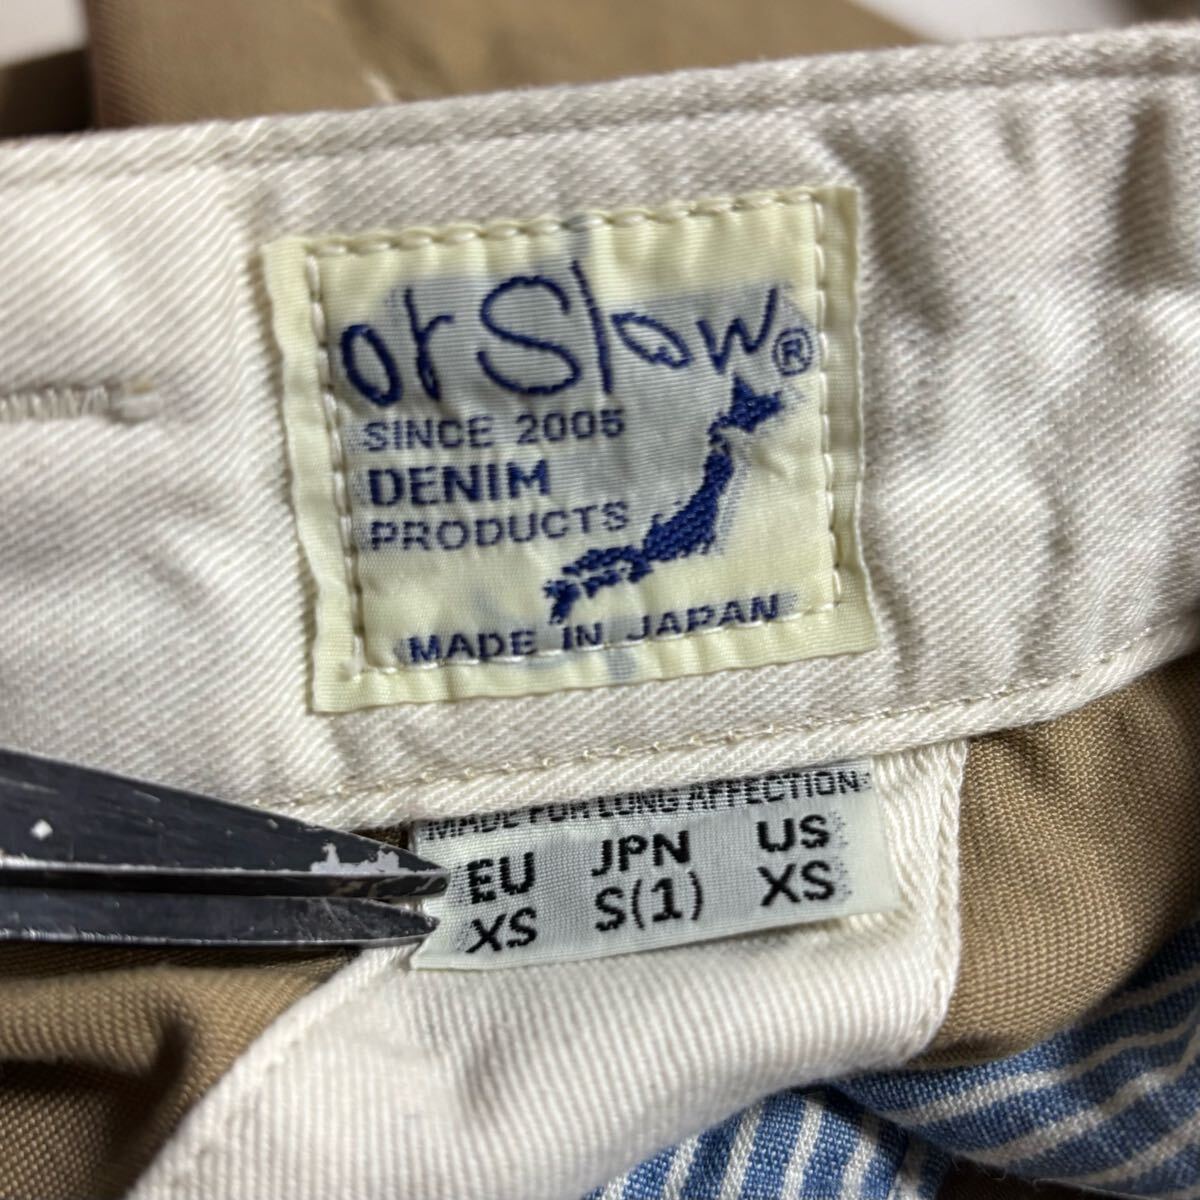 orSlow®
SINCE 2005
DENIM
PRODUCTS
MADE IN JAPAN
MADE FOR LONG AFFECTION
EU JPN US
XS S(1) XS